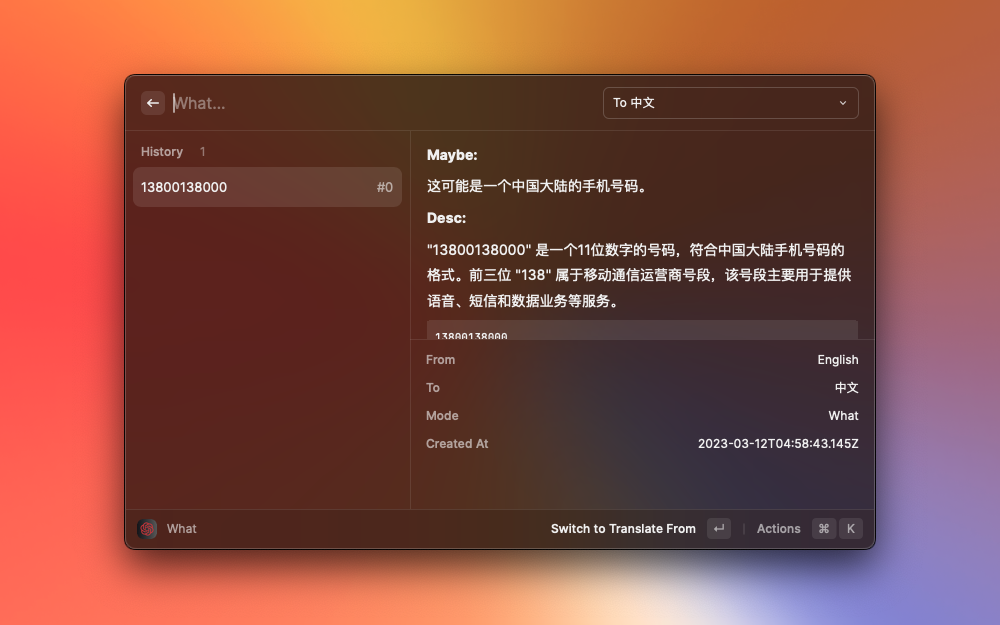 What...
To 中文
History 1
13800138000 #0
Maybe:
这可能是一个中国大陆的手机号码。
Desc:
"13800138000" 是一个11位数字的号码，符合中国大陆手机号码的
格式。前三位 "138" 属于移动通信运营商号段，该号段主要用于提供
语音、短信和数据业务等服务。
13800138000
From English
To 中文
Mode What
Created At 2023-03-12T04:58:43.145Z
What Switch to Translate From ↵ | Actions ⌘ K